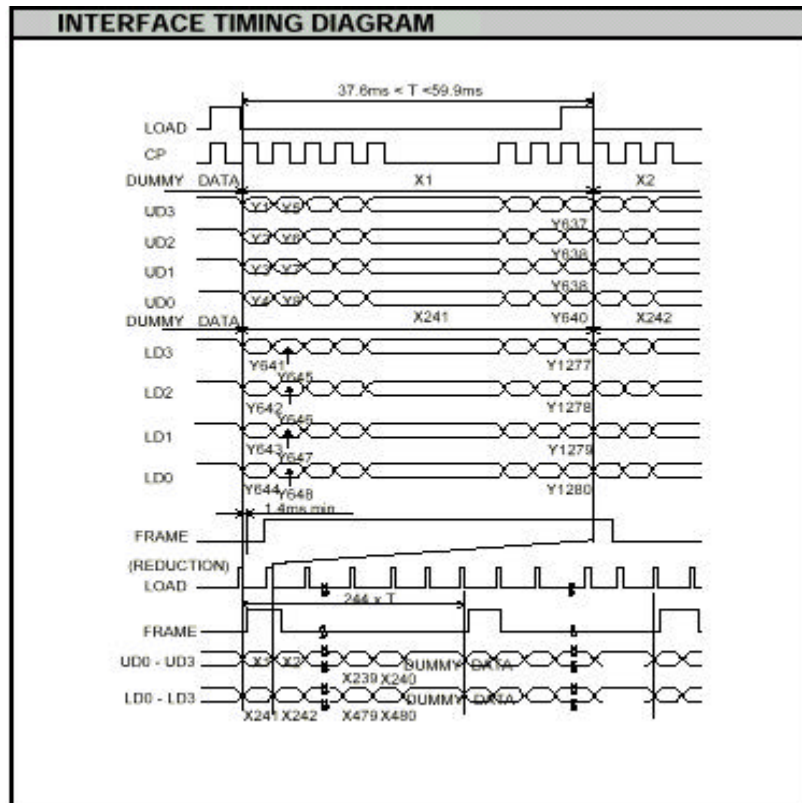 INTERFACE TIMING DIAGRAM
37.6ms < T <59.9ms
LOAD
CP
DUMMY DATA X1 X2
UD3 Y1 Y5 Y637
UD2 Y2 Y6 Y638
UD1 Y3 Y7 Y638
UD0 Y4 Y8 Y640
DUMMY DATA X241 X242
LD3 Y641 Y645 Y1277
LD2 Y642 Y646 Y1278
LD1 Y643 Y647 Y1279
LD0 Y644 Y648 Y1280
1.4ms min
FRAME
(REDUCTION)
LOAD
244 x T
FRAME
UD0 - UD3 X1 X2 X239 X240 DUMMY DATA
LD0 - LD3 X241 X242 X479 X480 DUMMY DATA